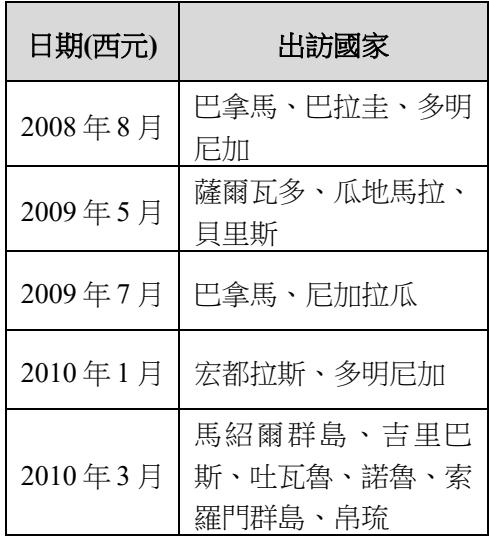 日期(西元) 出訪國家
2008 年 8 月 巴拿馬、巴拉圭、多明
尼加
2009 年 5 月 薩爾瓦多、瓜地馬拉、
貝里斯
2009 年 7 月 巴拿馬、尼加拉瓜
2010 年 1 月 宏都拉斯、多明尼加
2010 年 3 月 馬紹爾群島、吉里巴
斯、吐瓦魯、諾魯、索
羅門群島、帛琉